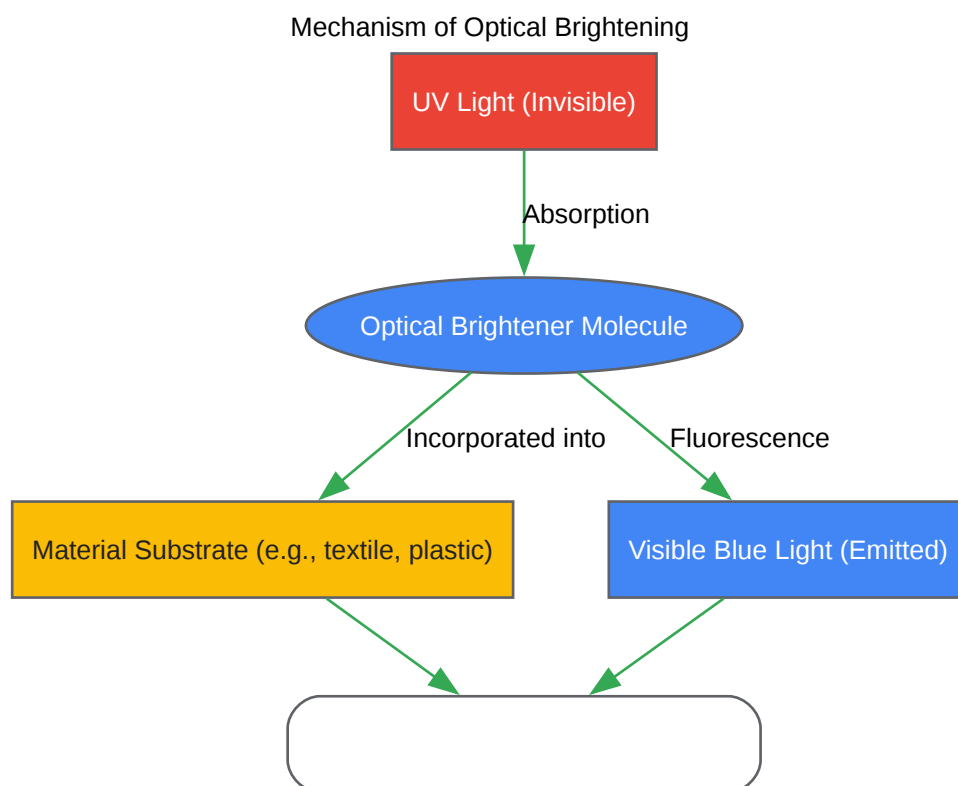 Mechanism of Optical Brightening
UV Light (Invisible)
Absorption
Optical Brightener Molecule
Incorporated into
Fluorescence
Material Substrate (e.g., textile, plastic)
Visible Blue Light (Emitted)